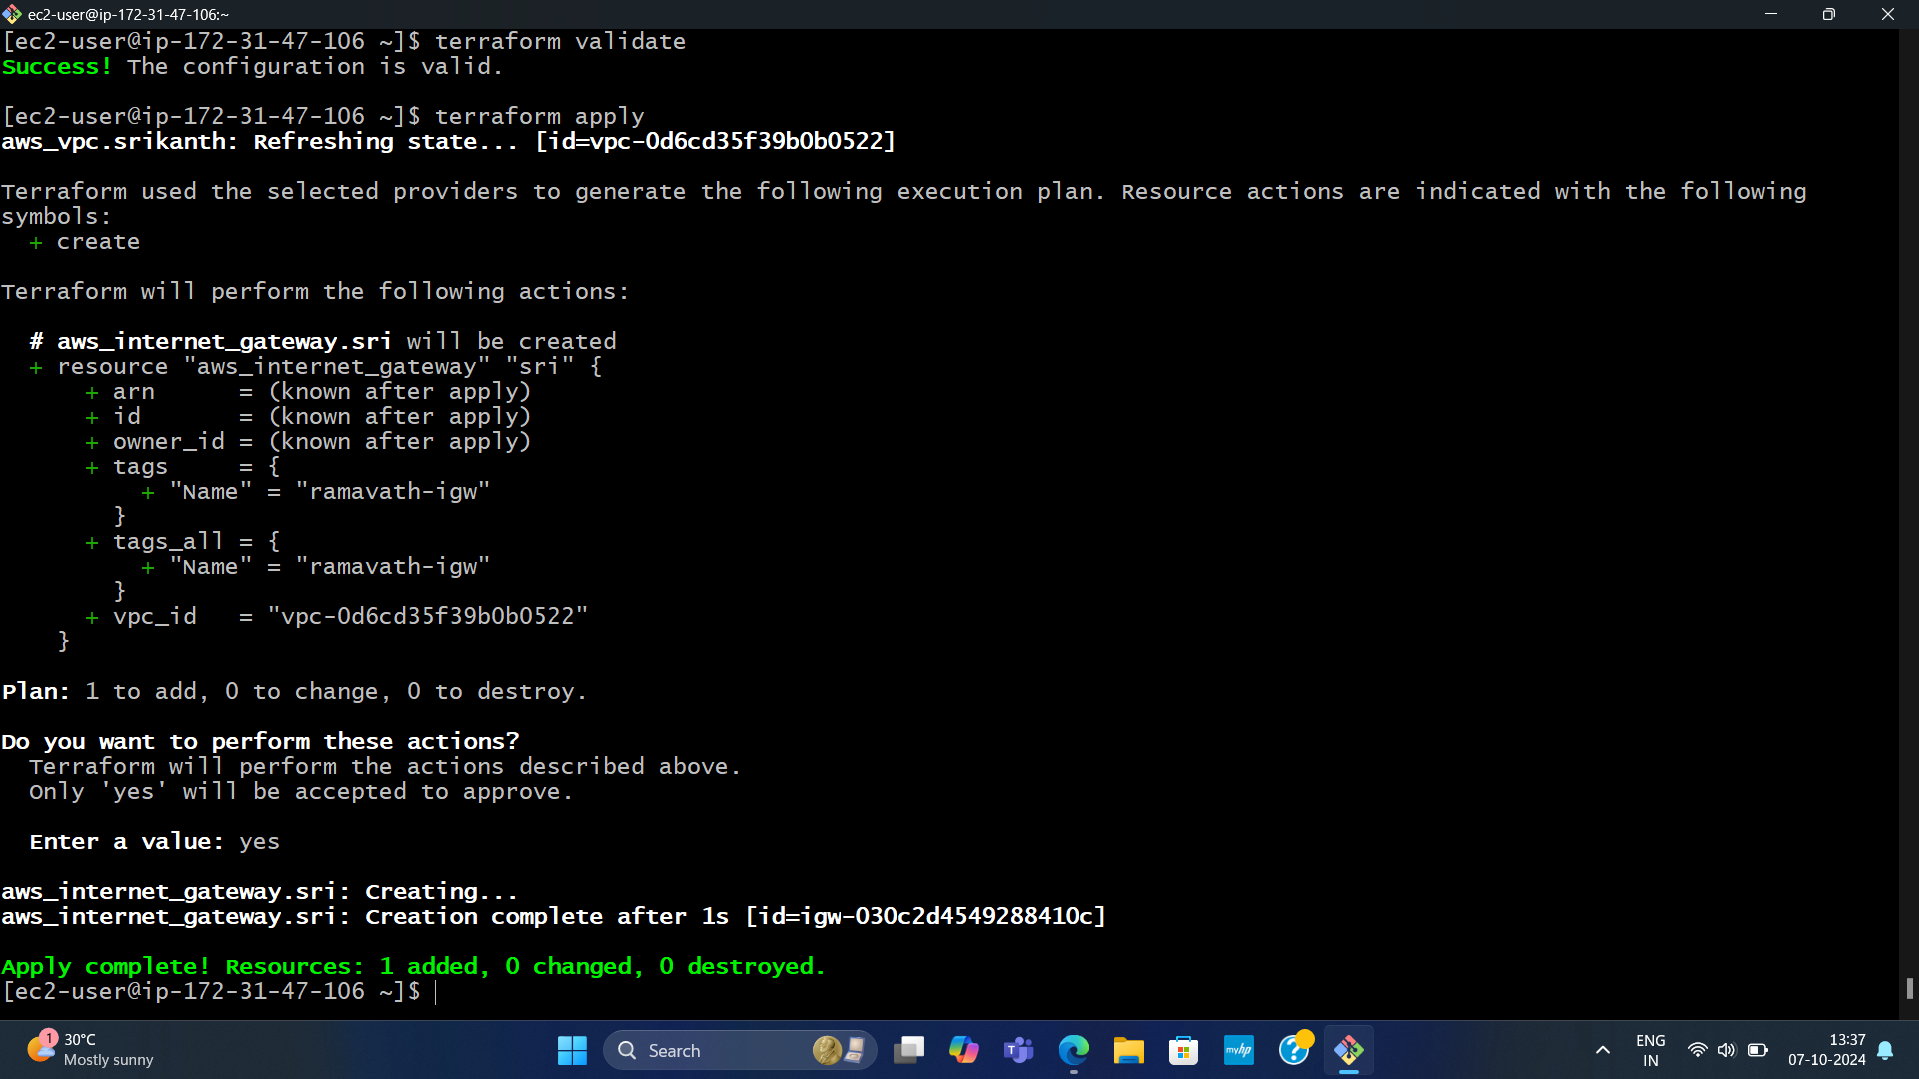 ec2-user@ip-172-31-47-106:~
[ec2-user@ip-172-31-47-106 ~]$ terraform validate
Success! The configuration is valid.
[ec2-user@ip-172-31-47-106 ~]$ terraform apply
aws_vpc.srikanth: Refreshing state... [id=vpc-0d6cd35f39b0b0522]
Terraform used the selected providers to generate the following execution plan. Resource actions are indicated with the following
symbols:
  + create
Terraform will perform the following actions:
  # aws_internet_gateway.sri will be created
  + resource "aws_internet_gateway" "sri" {
      + arn      = (known after apply)
      + id       = (known after apply)
      + owner_id = (known after apply)
      + tags     = {
          + "Name" = "ramavath-igw"
        }
      + tags_all = {
          + "Name" = "ramavath-igw"
        }
      + vpc_id   = "vpc-0d6cd35f39b0b0522"
    }
Plan: 1 to add, 0 to change, 0 to destroy.
Do you want to perform these actions?
  Terraform will perform the actions described above.
  Only 'yes' will be accepted to approve.
  Enter a value: yes
aws_internet_gateway.sri: Creating...
aws_internet_gateway.sri: Creation complete after 1s [id=igw-030c2d4549288410c]
Apply complete! Resources: 1 added, 0 changed, 0 destroyed.
[ec2-user@ip-172-31-47-106 ~]$
1
30°C
Mostly sunny
Search
T
myhp
?
ENG
IN
13:37
07-10-2024